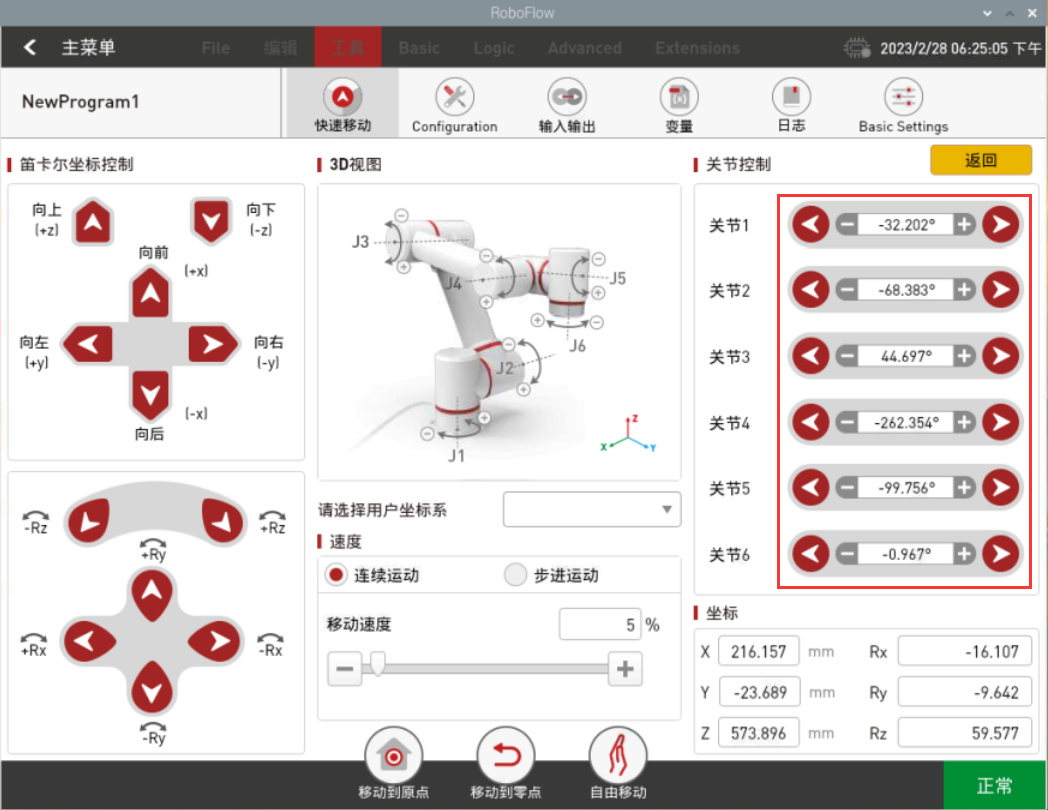 RoboFlow
主菜单 File 编辑 工具 Basic Logic Advanced Extensions 2023/2/28 06:25:05 下午
NewProgram1
快速移动 Configuration 输入输出 变量 日志 Basic Settings
笛卡尔坐标控制
向上
(+z)
向下
(-z)
向前
(+x)
向左
(+y)
向右
(-y)
(-x)
向后
-Rz
+Rz
+Ry
+Rx
-Rx
-Ry
3D视图
J3
J4
J5
J6
J2
J1
Z
X
Y
请选择用户坐标系
速度
连续运动 步进运动
移动速度 5 %
关节控制 返回
关节1 -32.202°
关节2 -68.383°
关节3 44.697°
关节4 -262.354°
关节5 -99.756°
关节6 -0.967°
坐标
X 216.157 mm Rx -16.107
Y -23.689 mm Ry -9.642
Z 573.896 mm Rz 59.577
移动到原点 移动到零点 自由移动 正常